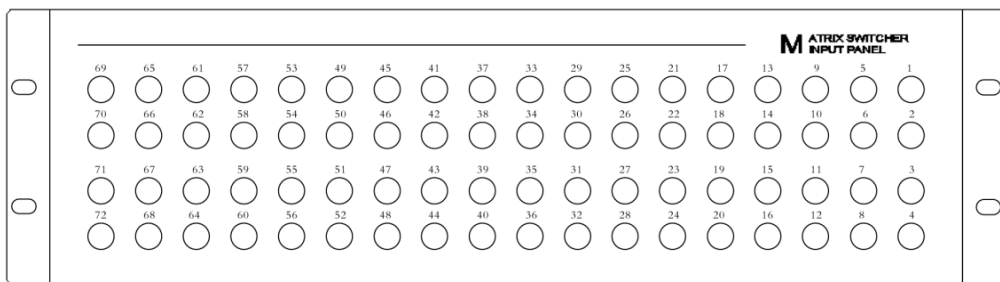 MATRIX SWITCHER
INPUT PANEL
69 65 61 57 53 49 45 41 37 33 29 25 21 17 13 9 5 1
70 66 62 58 54 50 46 42 38 34 30 26 22 18 14 10 6 2
71 67 63 59 55 51 47 43 39 35 31 27 23 19 15 11 7 3
72 68 64 60 56 52 48 44 40 36 32 28 24 20 16 12 8 4